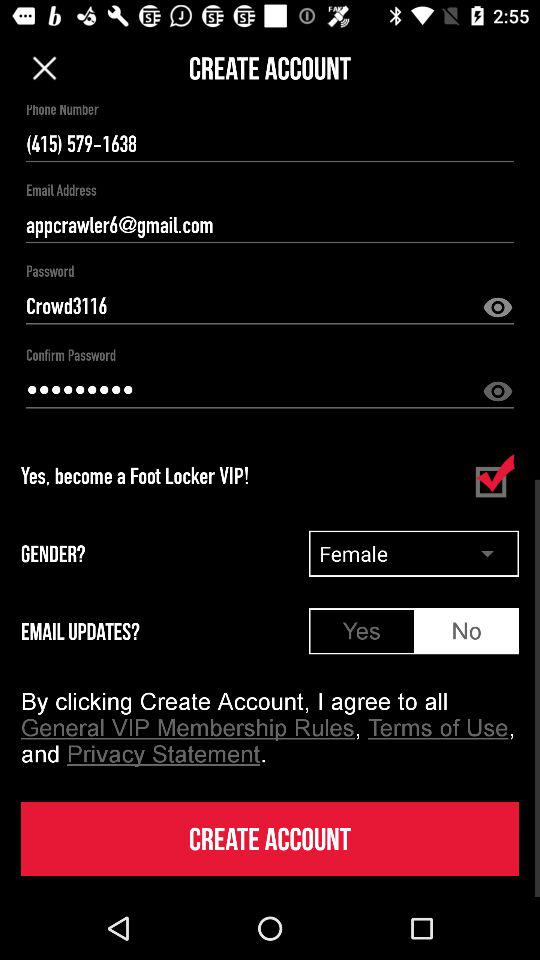 2:55
CREATE ACCOUNT
Phone Number
(415) 579-1638
Email Address
appcrawler6@gmail.com
Password
Crowd3116
Confirm Password
•••••••••
Yes, become a Foot Locker VIP!
GENDER?
Female
EMAIL UPDATES?
Yes
No
By clicking Create Account, I agree to all
General VIP Membership Rules, Terms of Use,
and Privacy Statement.
CREATE ACCOUNT